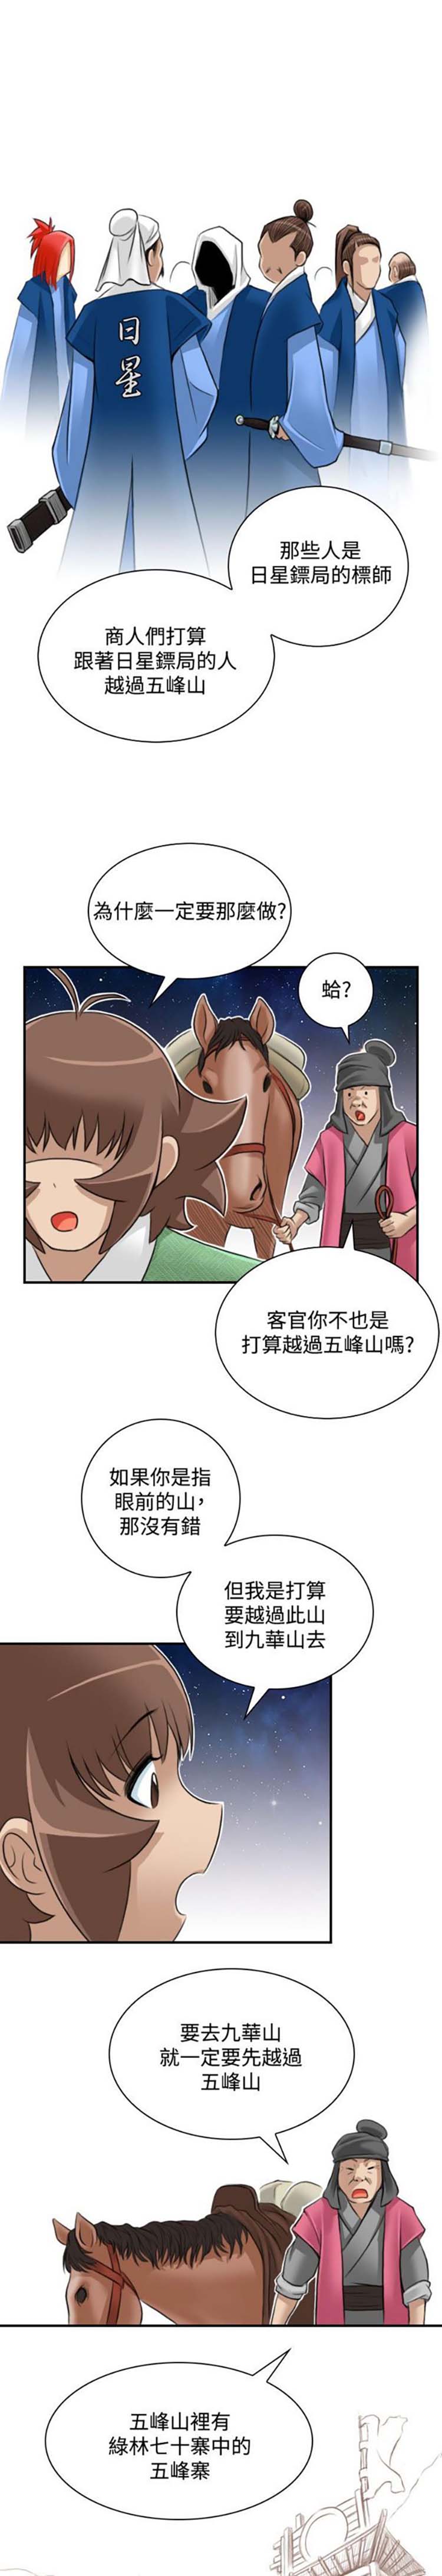 日星
那些人是
日星鏢局的標師
商人們打算
跟著日星鏢局的人
越過五峰山
為什麼一定要那麼做?
蛤?
客官你不也是
打算越過五峰山嗎?
如果你是指
眼前的山，
那沒有錯
但我是打算
要越過此山
到九華山去
要去九華山
就一定要先越過
五峰山
五峰山裡有
綠林七十寨中的
五峰寨